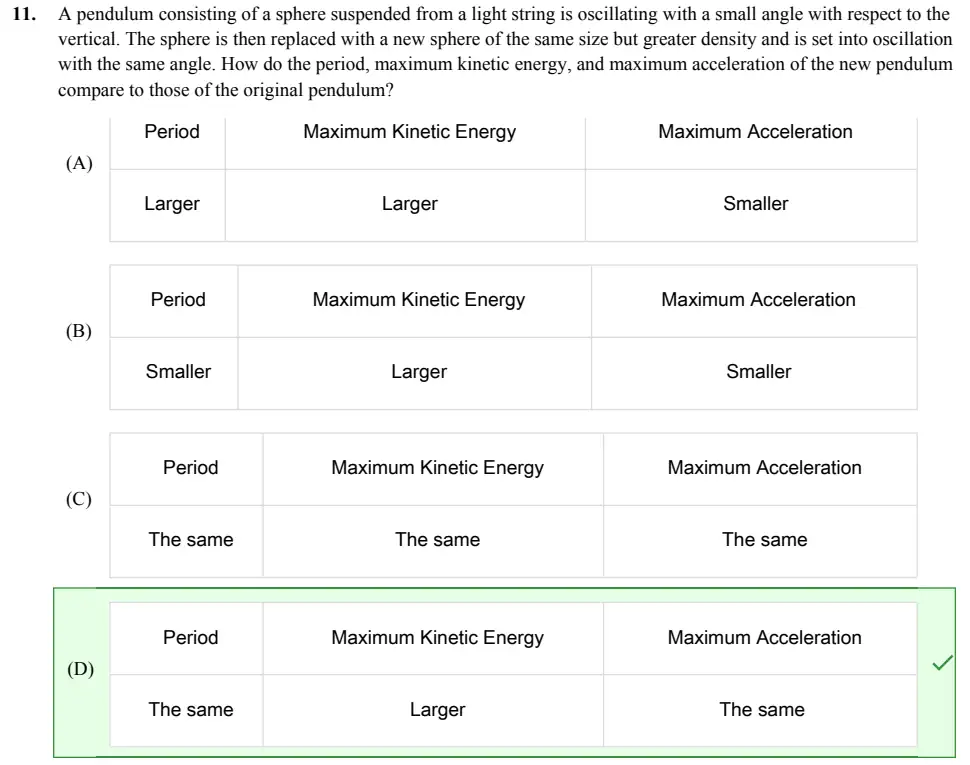 11. A pendulum consisting of a sphere suspended from a light string is oscillating with a small angle with respect to the
vertical. The sphere is then replaced with a new sphere of the same size but greater density and is set into oscillation
with the same angle. How do the period, maximum kinetic energy, and maximum acceleration of the new pendulum
compare to those of the original pendulum?
Period Maximum Kinetic Energy Maximum Acceleration
(A)
Larger Larger Smaller
Period Maximum Kinetic Energy Maximum Acceleration
(B)
Smaller Larger Smaller
Period Maximum Kinetic Energy Maximum Acceleration
(C)
The same The same The same
Period Maximum Kinetic Energy Maximum Acceleration
(D)
The same Larger The same